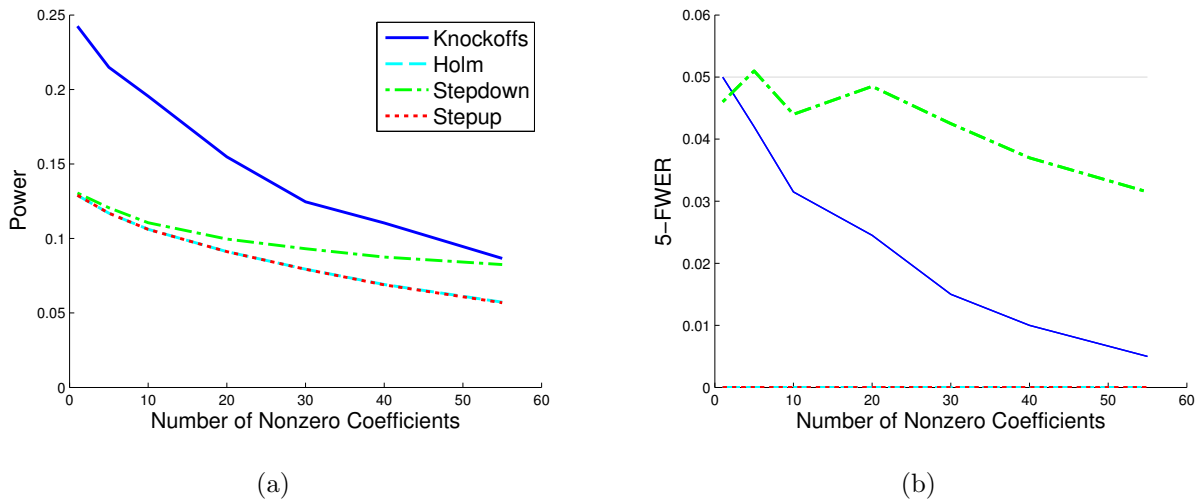 0.25
0.2
0.15
0.1
0.05
0
Power
Knockoffs
Holm
Stepdown
Stepup
0 10 20 30 40 50 60
Number of Nonzero Coefficients
(a)
0.06
0.05
0.04
0.03
0.02
0.01
0
5−FWER
0 10 20 30 40 50 60
Number of Nonzero Coefficients
(b)